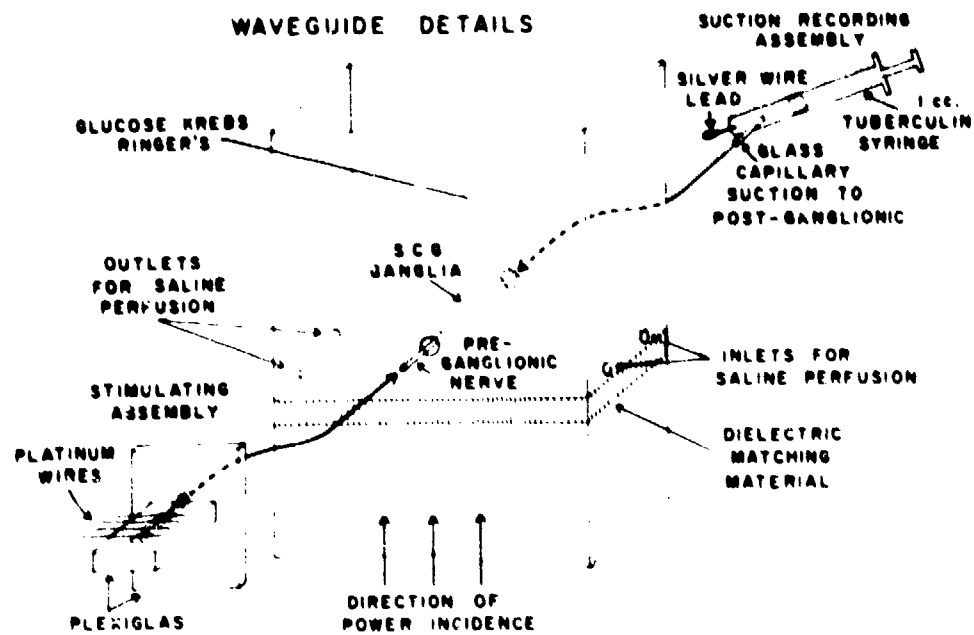 WAVEGUIDE DETAILS
SUCTION RECORDING
ASSEMBLY
SILVER WIRE
LEAD
1 cc.
TUBERCULIN
SYRINGE
GLASS
CAPILLARY
SUCTION TO
POST-GANGLIONIC
GLUCOSE KREBS
RINGER'S
SCG
GANGLIA
OUTLETS
FOR SALINE
PERFUSION
PRE-
GANGLIONIC
NERVE
INLETS FOR
SALINE PERFUSION
STIMULATING
ASSEMBLY
DIELECTRIC
MATCHING
MATERIAL
PLATINUM
WIRES
PLEXIGLAS
DIRECTION OF
POWER INCIDENCE